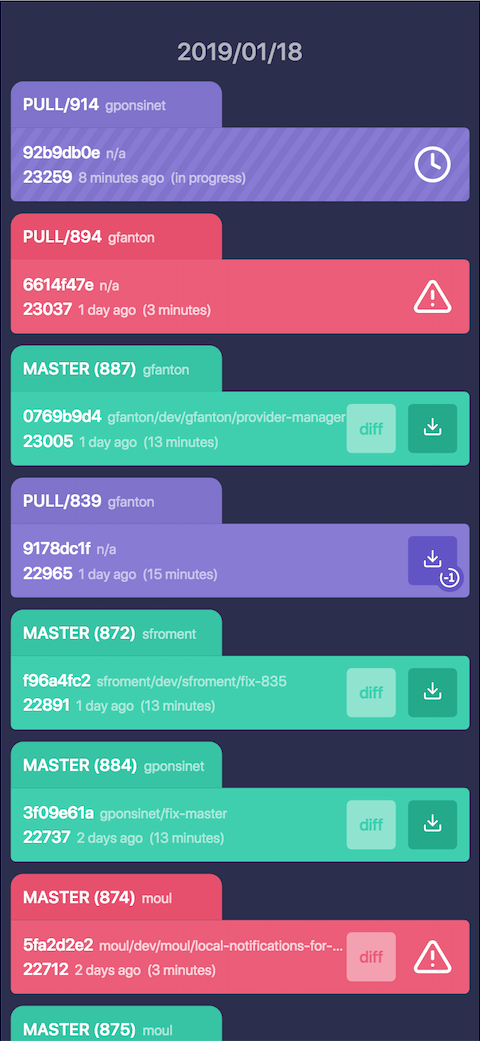 2019/01/18
PULL/914 gponsinet
92b9db0e n/a
23259 8 minutes ago (in progress)
PULL/894 gfanton
6614f47e n/a
23037 1 day ago (3 minutes)
MASTER (887) gfanton
0769b9d4 gfanton/dev/gfanton/provider-manager diff
23005 1 day ago (13 minutes)
PULL/839 gfanton
9178dc1f n/a
22965 1 day ago (15 minutes)
-1
MASTER (872) sfroment
f96a4fc2 sfroment/dev/sfroment/fix-835 diff
22891 1 day ago (13 minutes)
MASTER (884) gponsinet
3f09e61a gponsinet/fix-master diff
22737 2 days ago (13 minutes)
MASTER (874) moul
5fa2d2e2 moul/dev/moul/local-notifications-for-... diff
22712 2 days ago (3 minutes)
MASTER (875) moul